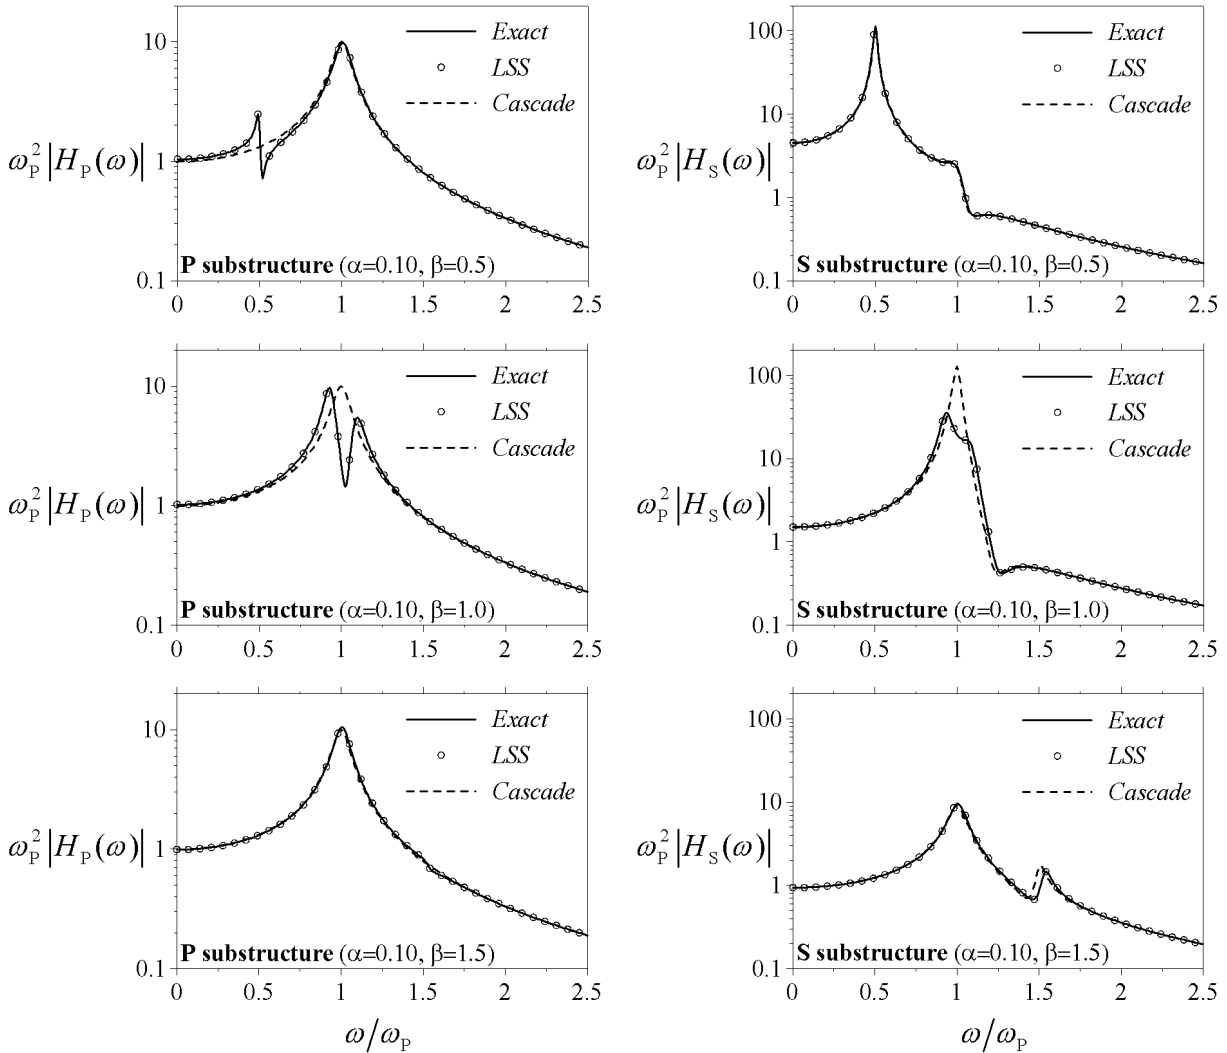 10
1
0.1
ω_P^2|H_P(ω)|
Exact
LSS
Cascade
P substructure (α=0.10, β=0.5)
0 0.5 1 1.5 2 2.5
100
10
1
0.1
ω_P^2|H_S(ω)|
Exact
LSS
Cascade
S substructure (α=0.10, β=0.5)
0 0.5 1 1.5 2 2.5
10
1
0.1
ω_P^2|H_P(ω)|
Exact
LSS
Cascade
P substructure (α=0.10, β=1.0)
0 0.5 1 1.5 2 2.5
100
10
1
0.1
ω_P^2|H_S(ω)|
Exact
LSS
Cascade
S substructure (α=0.10, β=1.0)
0 0.5 1 1.5 2 2.5
10
1
0.1
ω_P^2|H_P(ω)|
Exact
LSS
Cascade
P substructure (α=0.10, β=1.5)
0 0.5 1 1.5 2 2.5
ω/ω_P
100
10
1
0.1
ω_P^2|H_S(ω)|
Exact
LSS
Cascade
S substructure (α=0.10, β=1.5)
0 0.5 1 1.5 2 2.5
ω/ω_P